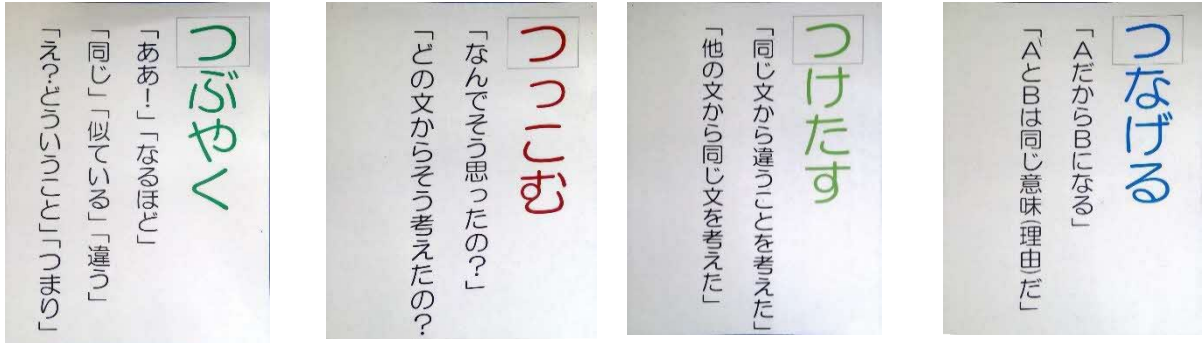 つぶやく
「ああ！」「なるほど」
「同じ」「似ている」「違う」
「え？どういうこと」「つまり」
つっこむ
「なんでそう思ったの？」
「どの文からそう考えたの？
つけたす
「同じ文から違うことを考えた」
「他の文から同じ文を考えた」
つなげる
「AだからBになる」
「AとBは同じ意味（理由）だ」